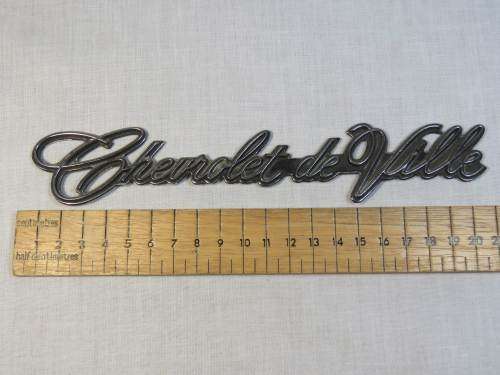 Chevrolet de Ville
centimetres
1 2 3 4 5 6 7 8 9 10 11 12 13 14 15 16 17 18 19 20
half-centimetres